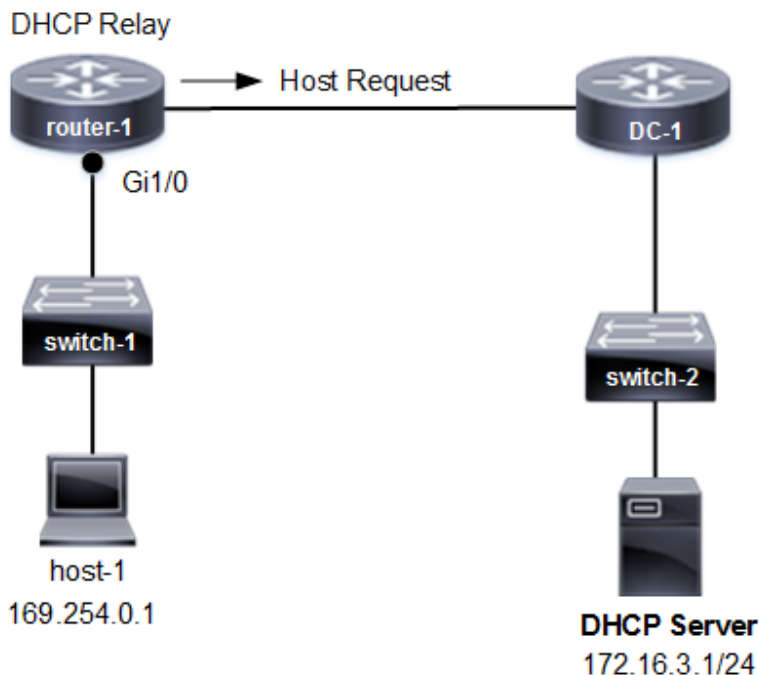 DHCP Relay
Host Request
router-1
DC-1
Gi1/0
switch-1
switch-2
host-1
169.254.0.1
DHCP Server
172.16.3.1/24